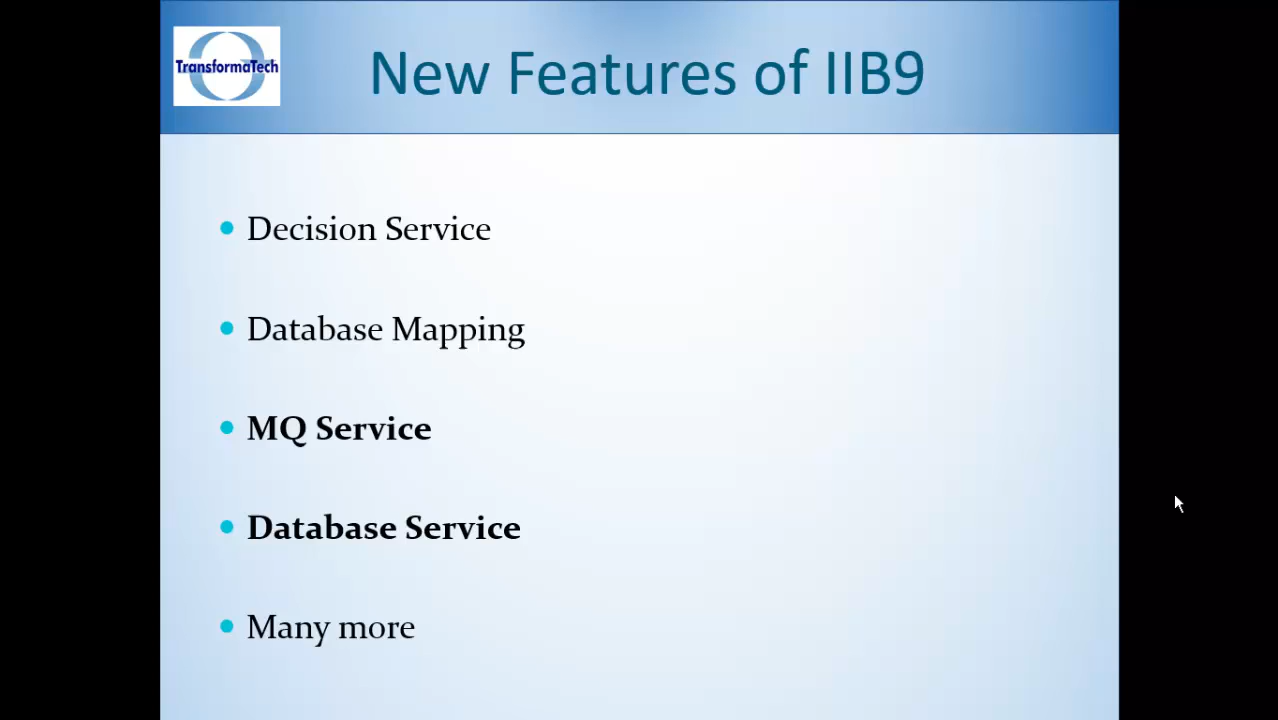 TransformaTech
New Features of IIB9
• Decision Service
• Database Mapping
• MQ Service
• Database Service
• Many more